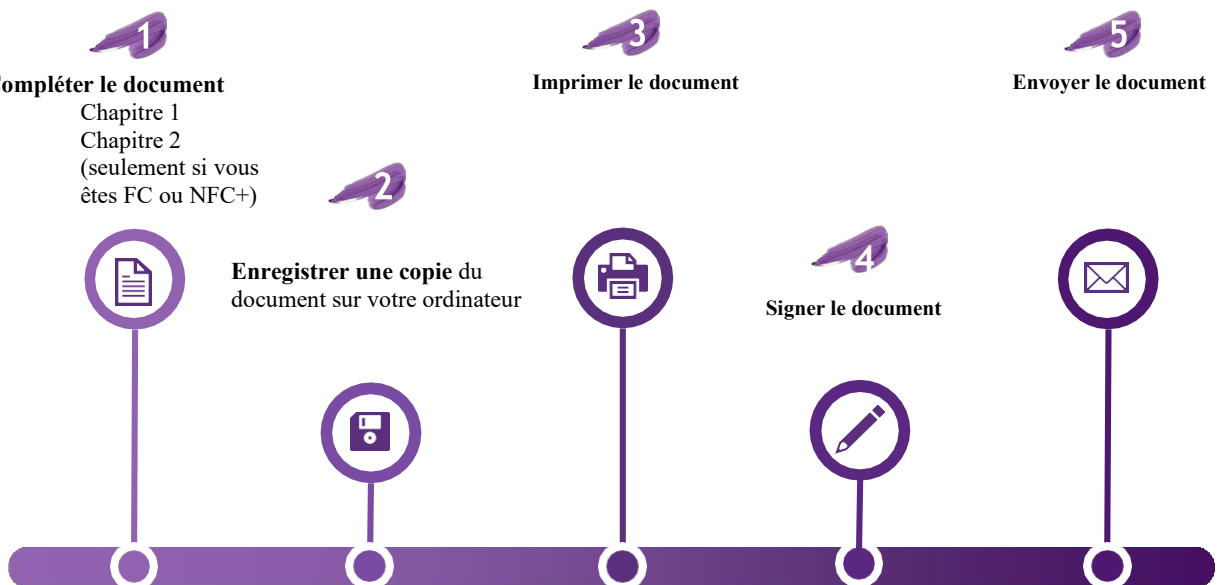 1
ompléter le document
Chapitre 1
Chapitre 2
(seulement si vous
êtes FC ou NFC+)
2
Enregistrer une copie du
document sur votre ordinateur
3
Imprimer le document
4
Signer le document
5
Envoyer le document